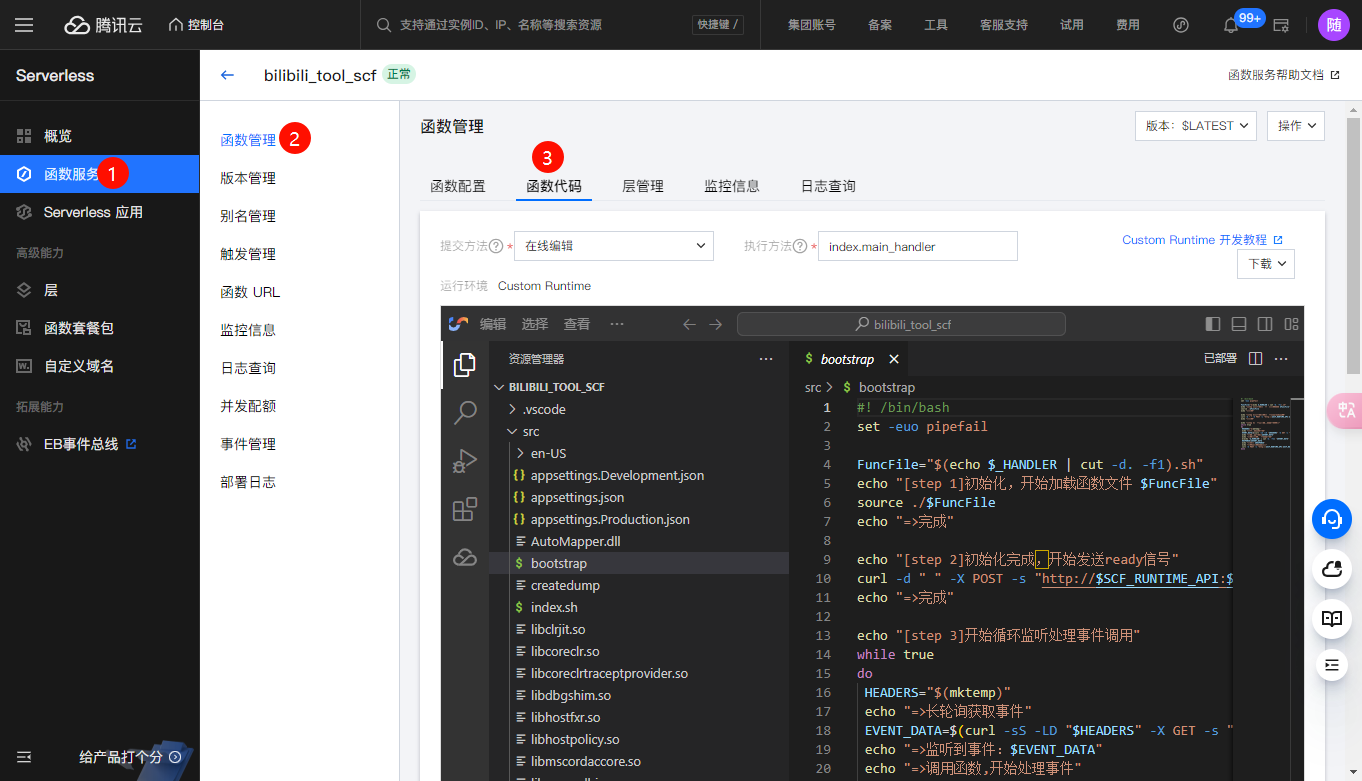 腾讯云
控制台
支持通过实例ID、IP、名称等搜索资源
快捷键 /
集团账号
备案
工具
客服支持
试用
费用
99+
随
Serverless
概览
函数服务
1
Serverless 应用
高级能力
层
函数套餐包
自定义域名
拓展能力
EB事件总线
给产品打个分
bilibili_tool_scf
正常
函数服务帮助文档
函数管理
2
版本管理
别名管理
触发管理
函数 URL
监控信息
日志查询
并发配额
事件管理
部署日志
函数管理
版本：$LATEST
操作
3
函数配置
函数代码
层管理
监控信息
日志查询
提交方法
*
在线编辑
执行方法
*
index.main_handler
Custom Runtime 开发教程
下载
运行环境
Custom Runtime
编辑
选择
查看
bilibili_tool_scf
资源管理器
BILIBILI_TOOL_SCF
.vscode
src
en-US
appsettings.Development.json
appsettings.json
appsettings.Production.json
AutoMapper.dll
bootstrap
createdump
index.sh
libclrjit.so
libcoreclr.so
libcoreclrtraceptprovider.so
libdbgshim.so
libhostfxr.so
libhostpolicy.so
libmscordaccore.so
$ bootstrap
已部署
src > $ bootstrap
1 #! /bin/bash
2 set -euo pipefail
3
4 FuncFile="$(echo $_HANDLER | cut -d. -f1).sh"
5 echo "[step 1]初始化，开始加载函数文件 $FuncFile"
6 source ./$FuncFile
7 echo "=>完成"
8
9 echo "[step 2]初始化完成，开始发送ready信号"
10 curl -d " " -X POST -s "http://$SCF_RUNTIME_API:$
11 echo "=>完成"
12
13 echo "[step 3]开始循环监听处理事件调用"
14 while true
15 do
16 HEADERS="$(mktemp)"
17 echo "=>长轮询获取事件"
18 EVENT_DATA=$(curl -sS -LD "$HEADERS" -X GET -s "
19 echo "=>监听到事件：$EVENT_DATA"
20 echo "=>调用函数,开始处理事件"